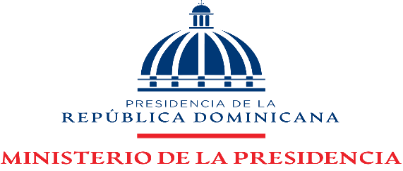 PRESIDENCIA DE LA
REPÚBLICA DOMINICANA
MINISTERIO DE LA PRESIDENCIA